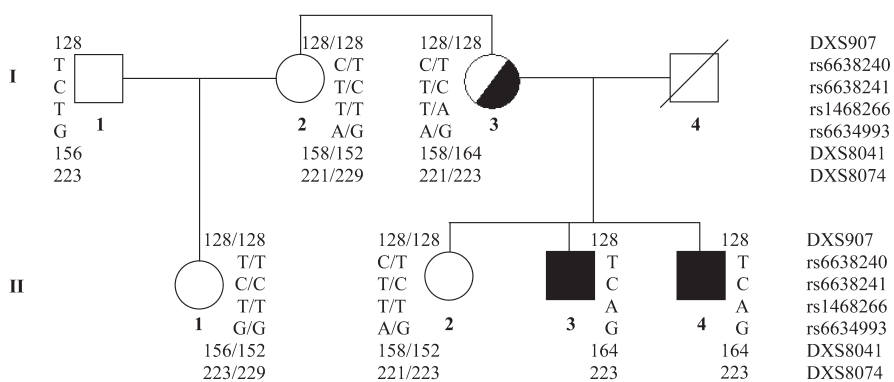 128 128/128 128/128 DXS907
I T C/T C/T rs6638240
C T/C T/C rs6638241
T T/T T/A rs1468266
1 2 3 4
G A/G A/G rs6634993
156 158/152 158/164 DXS8041
223 221/229 221/223 DXS8074
128/128 128/128 128 128 DXS907
T/T C/T T T rs6638240
II C/C T/C C C rs6638241
T/T T/T A A rs1468266
1 2 3 4
G/G A/G G G rs6634993
156/152 158/152 164 164 DXS8041
223/229 221/223 223 223 DXS8074